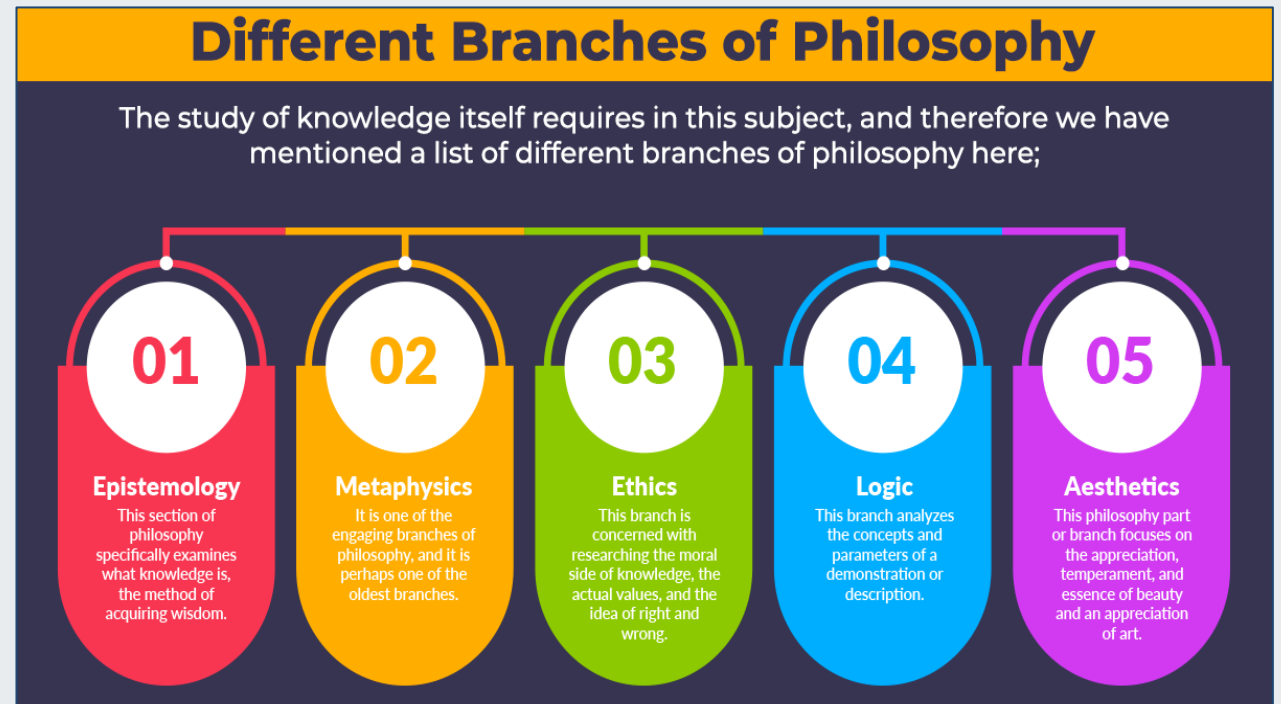 Different Branches of Philosophy
The study of knowledge itself requires in this subject, and therefore we have
mentioned a list of different branches of philosophy here;
01
Epistemology
This section of
philosophy
specifically examines
what knowledge is,
the method of
acquiring wisdom.
02
Metaphysics
It is one of the
engaging branches of
philosophy, and it is
perhaps one of the
oldest branches.
03
Ethics
This branch is
concerned with
researching the moral
side of knowledge, the
actual values, and the
idea of right and
wrong.
04
Logic
This branch analyzes
the concepts and
parameters of a
demonstration or
description.
05
Aesthetics
This philosophy part
or branch focuses on
the appreciation,
temperament, and
essence of beauty
and an appreciation
of art.